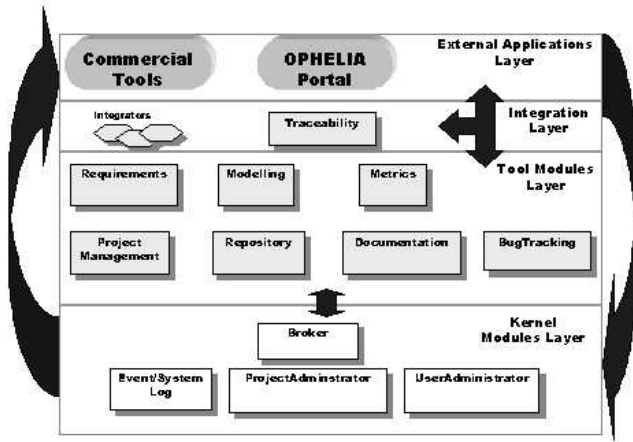 Commercial
Tools
OPHELIA
Portal
External Applications
Layer
Integrators
Traceability
Integration
Layer
Requirements
Modelling
Metrics
Tool Modules
Layer
Project
Management
Repository
Documentation
BugTracking
Kernel
Modules Layer
Broker
Event/System
Log
ProjectAdminstrator
UserAdministrator